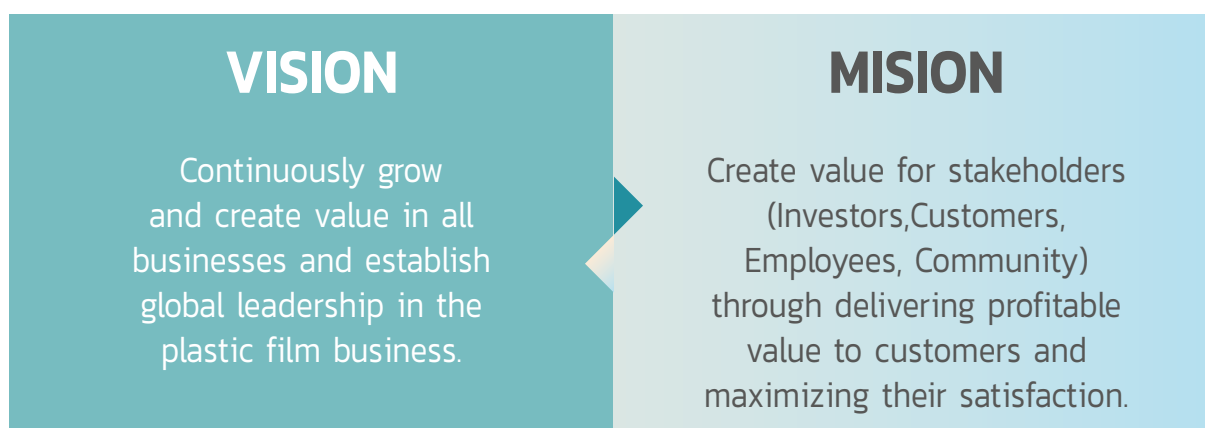 VISION
Continuously grow
and create value in all
businesses and establish
global leadership in the
plastic film business.
MISION
Create value for stakeholders
(Investors,Customers,
Employees, Community)
through delivering profitable
value to customers and
maximizing their satisfaction.